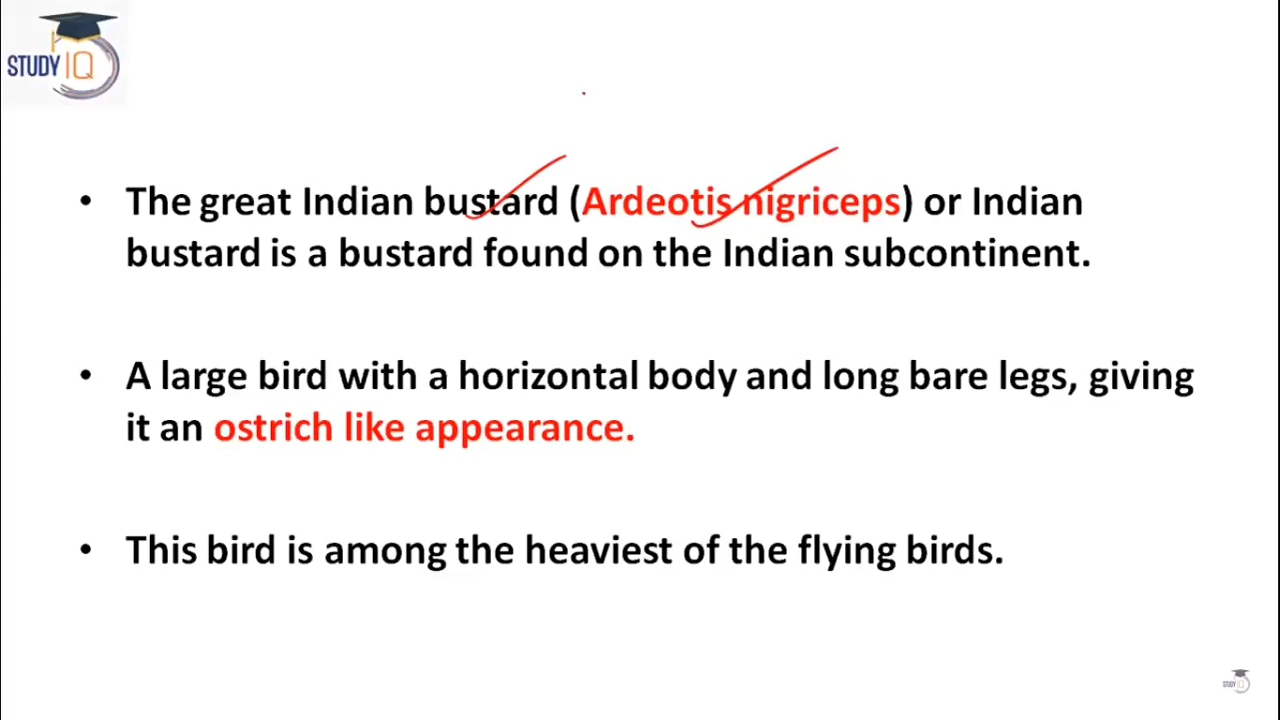 STUDY IQ
• The great Indian bustard (Ardeotis nigriceps) or Indian
bustard is a bustard found on the Indian subcontinent.
• A large bird with a horizontal body and long bare legs, giving
it an ostrich like appearance.
• This bird is among the heaviest of the flying birds.
STUDY IQ